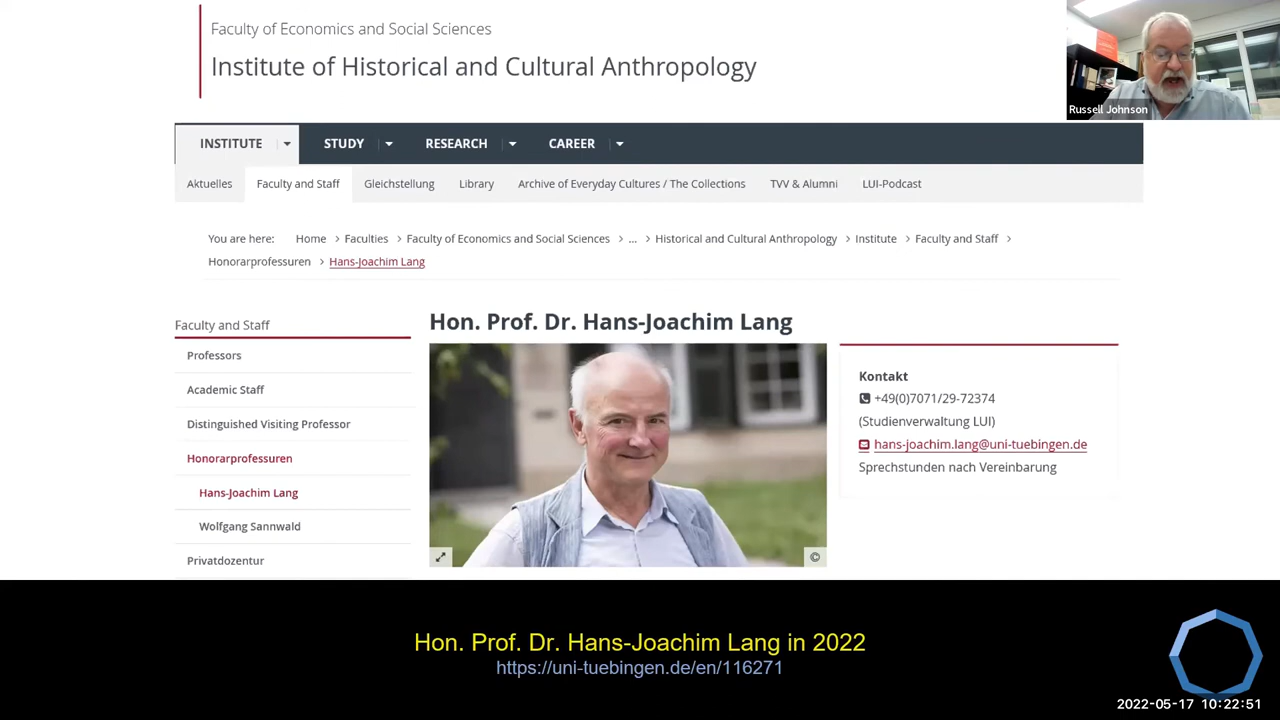 Faculty of Economics and Social Sciences
Institute of Historical and Cultural Anthropology
Russell Johnson
INSTITUTE STUDY RESEARCH CAREER
Aktuelles Faculty and Staff Gleichstellung Library Archive of Everyday Cultures / The Collections TVV & Alumni LUI-Podcast
You are here: Home > Faculties > Faculty of Economics and Social Sciences > ... > Historical and Cultural Anthropology > Institute > Faculty and Staff >
Honorarprofessuren > Hans-Joachim Lang
Faculty and Staff
Professors
Academic Staff
Distinguished Visiting Professor
Honorarprofessuren
Hans-Joachim Lang
Wolfgang Sannwald
Privatdozentur
Hon. Prof. Dr. Hans-Joachim Lang
©
Kontakt
+49(0)7071/29-72374
(Studienverwaltung LUI)
hans-joachim.lang@uni-tuebingen.de
Sprechstunden nach Vereinbarung
Hon. Prof. Dr. Hans-Joachim Lang in 2022
https://uni-tuebingen.de/en/116271
2022-05-17 10:22:51